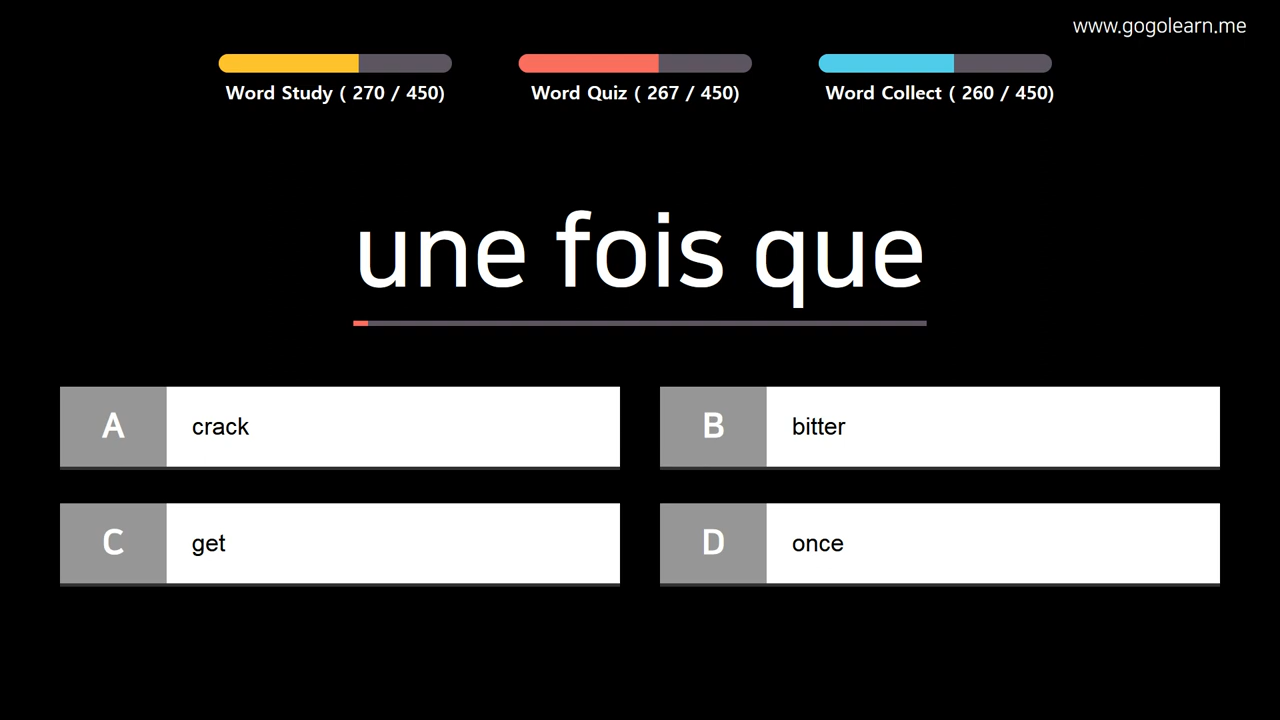 www.gogolearn.me
Word Study ( 270 / 450)
Word Quiz ( 267 / 450)
Word Collect ( 260 / 450)
une fois que
A crack
B bitter
C get
D once